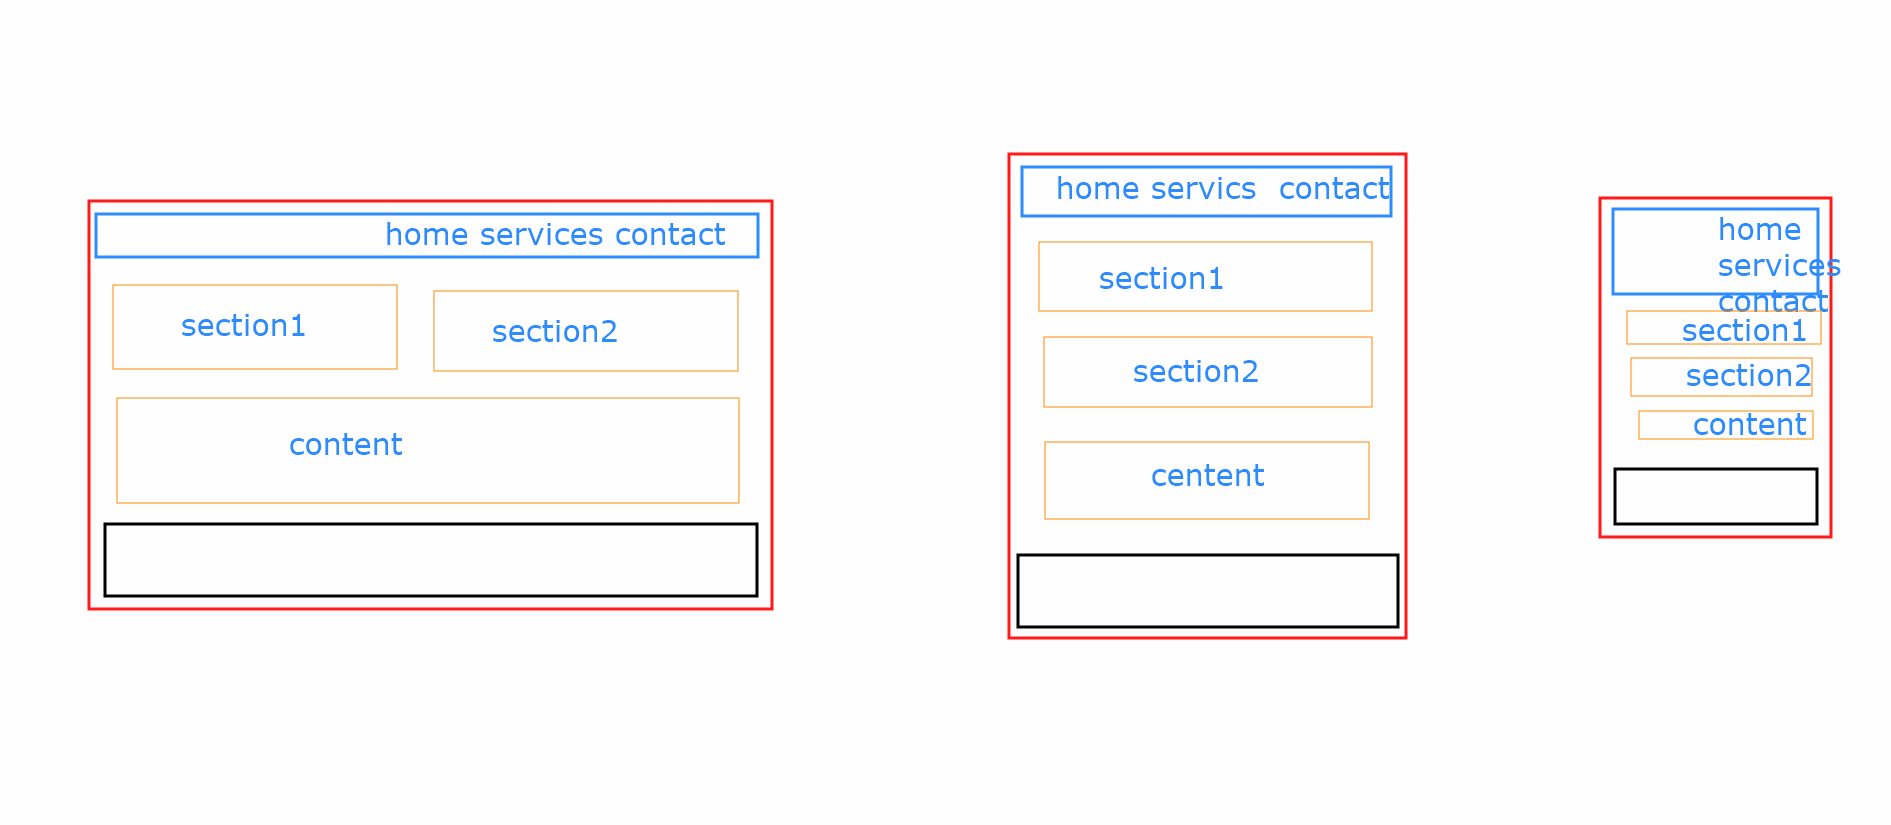 home services contact
section1
section2
content
home servics  contact
section1
section2
centent
home
services
contact
section1
section2
content